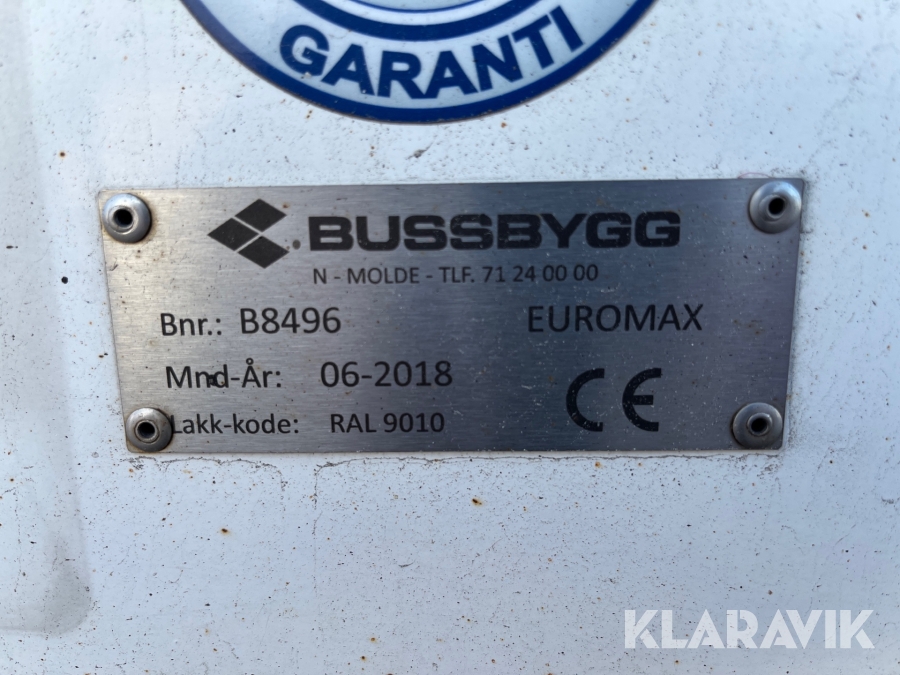 GARANTI
BUSSBYGG
N - MOLDE - TLF. 71 24 00 00
Bnr.: B8496 EUROMAX
Mnd-År: 06-2018 CE
Lakk-kode: RAL 9010
KLARAVIK